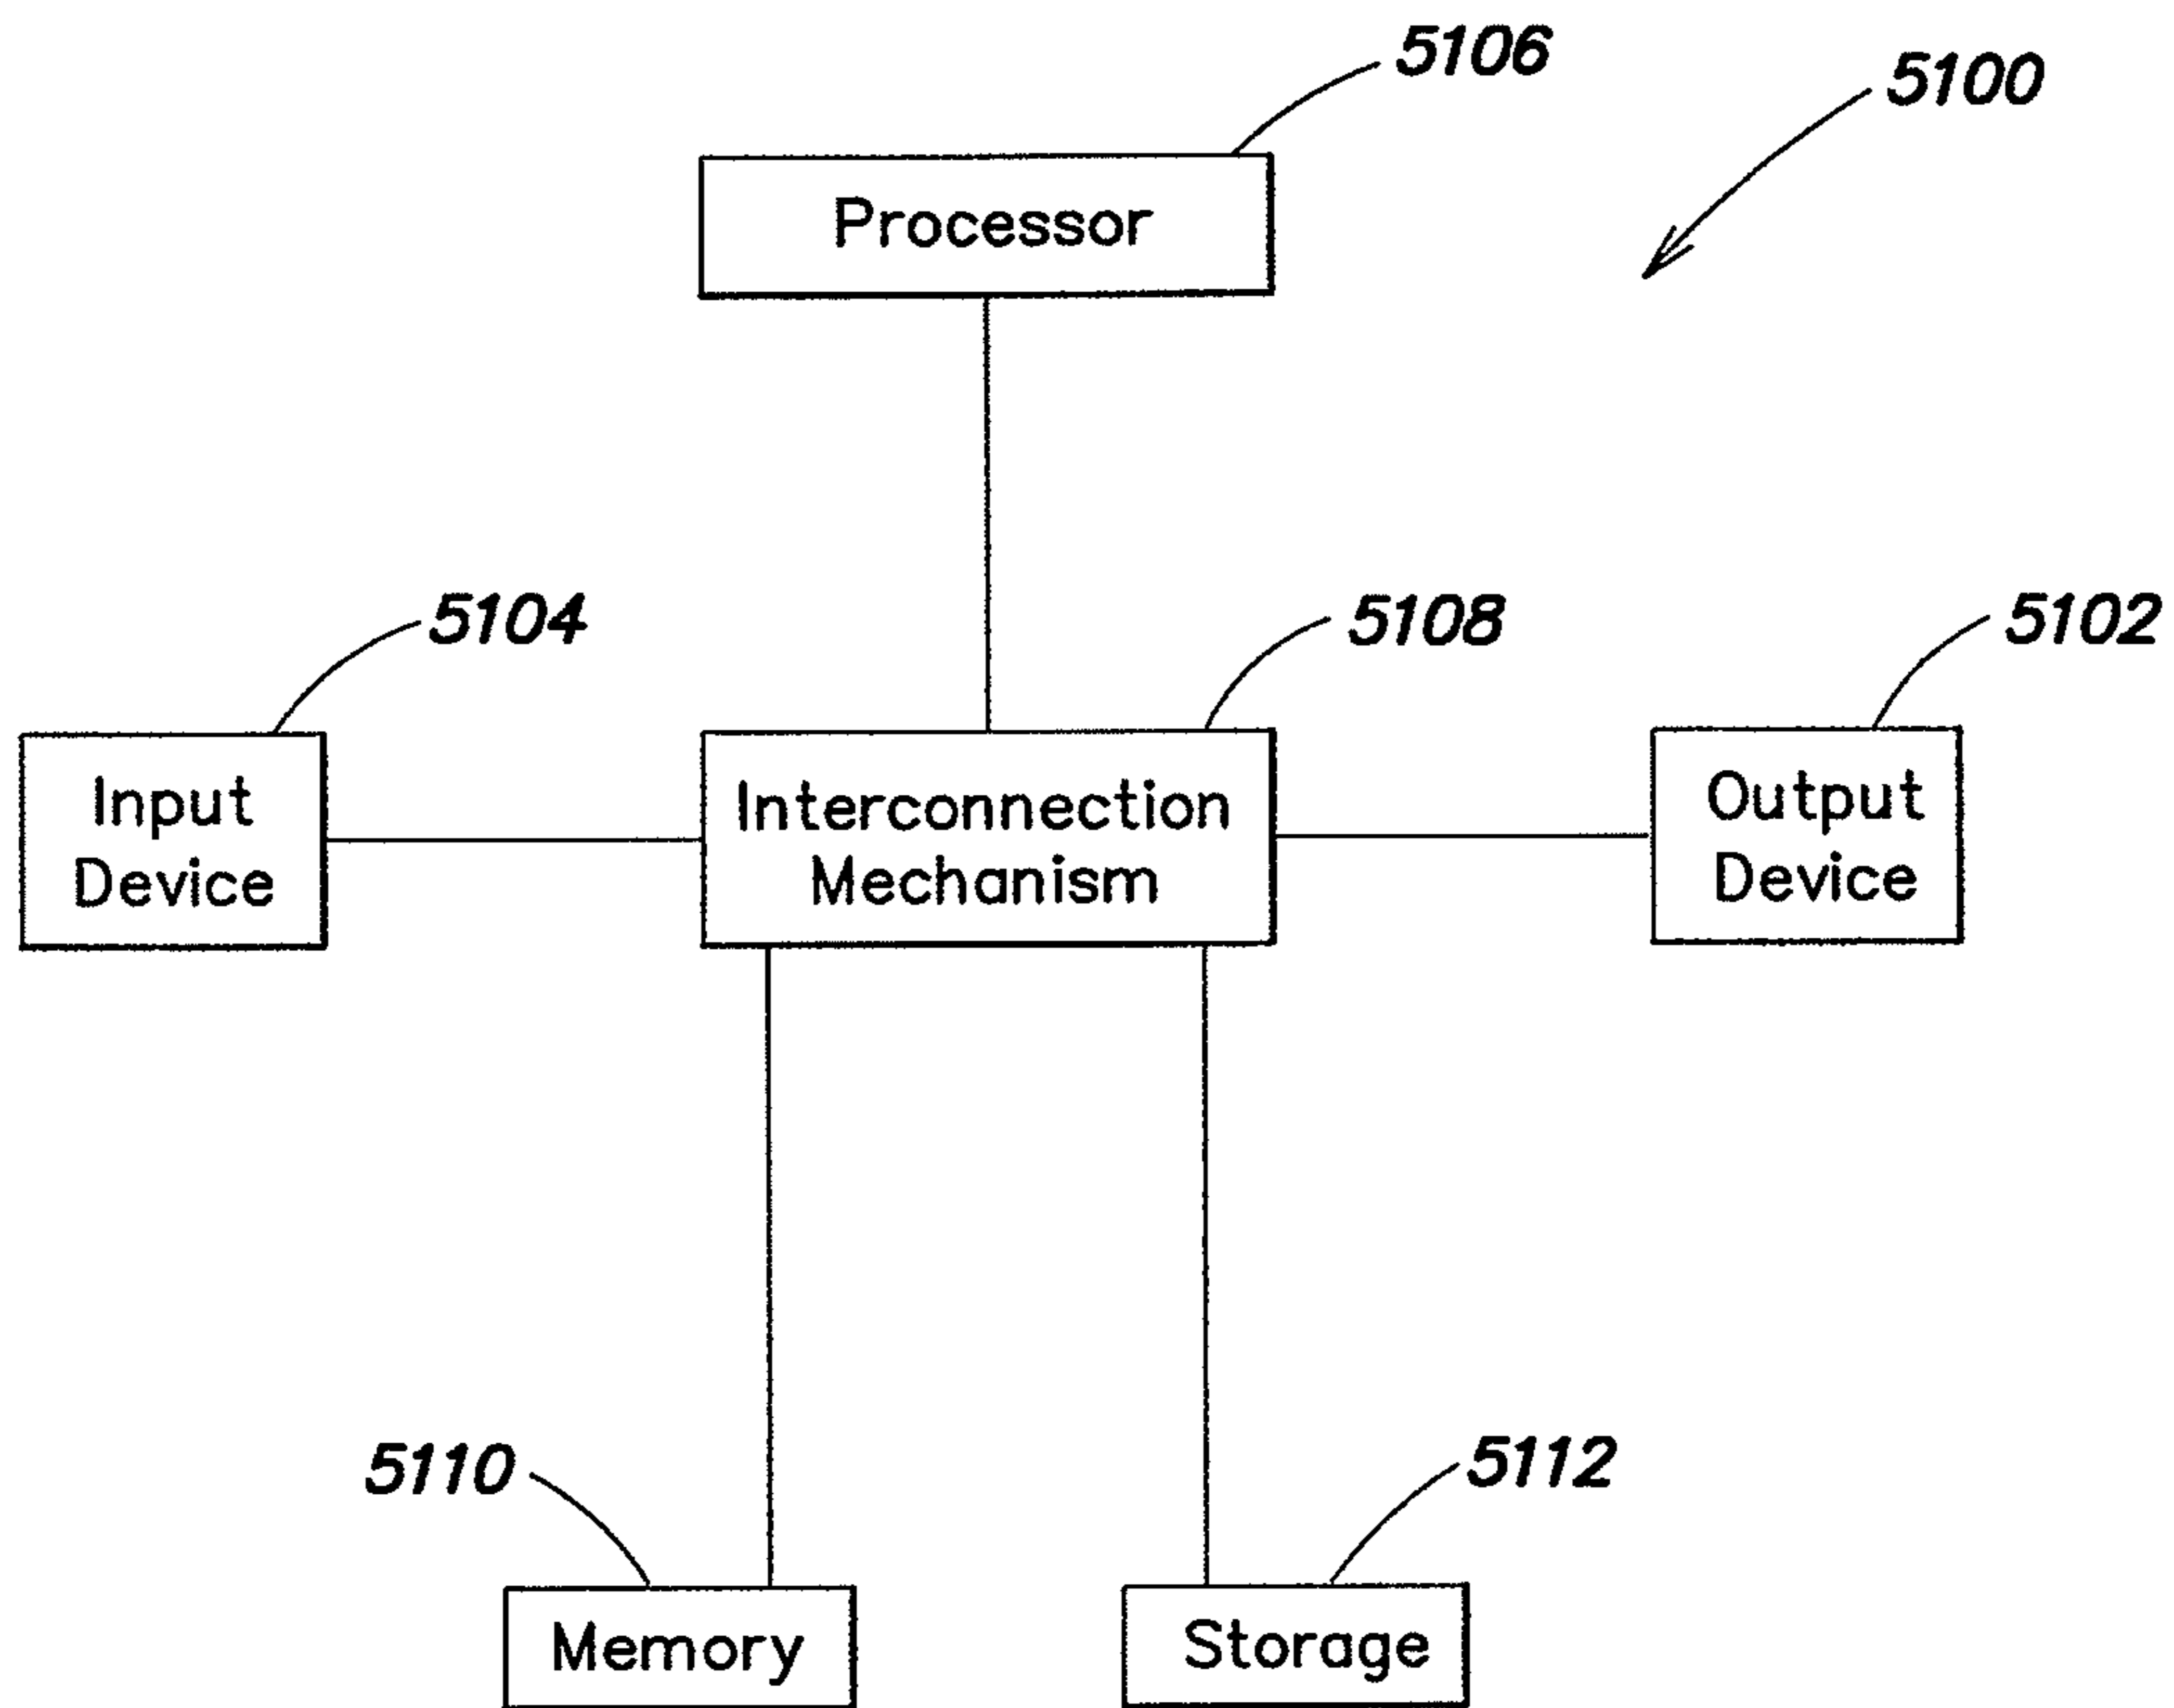 5106
5100
Processor
5104
5108
5102
Input
Device
Interconnection
Mechanism
Output
Device
5110
5112
Memory
Storage